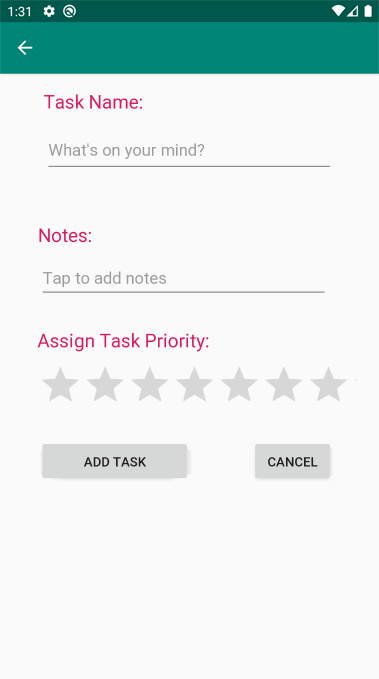 1:31
Task Name:
What's on your mind?
Notes:
Tap to add notes
Assign Task Priority:
ADD TASK
CANCEL